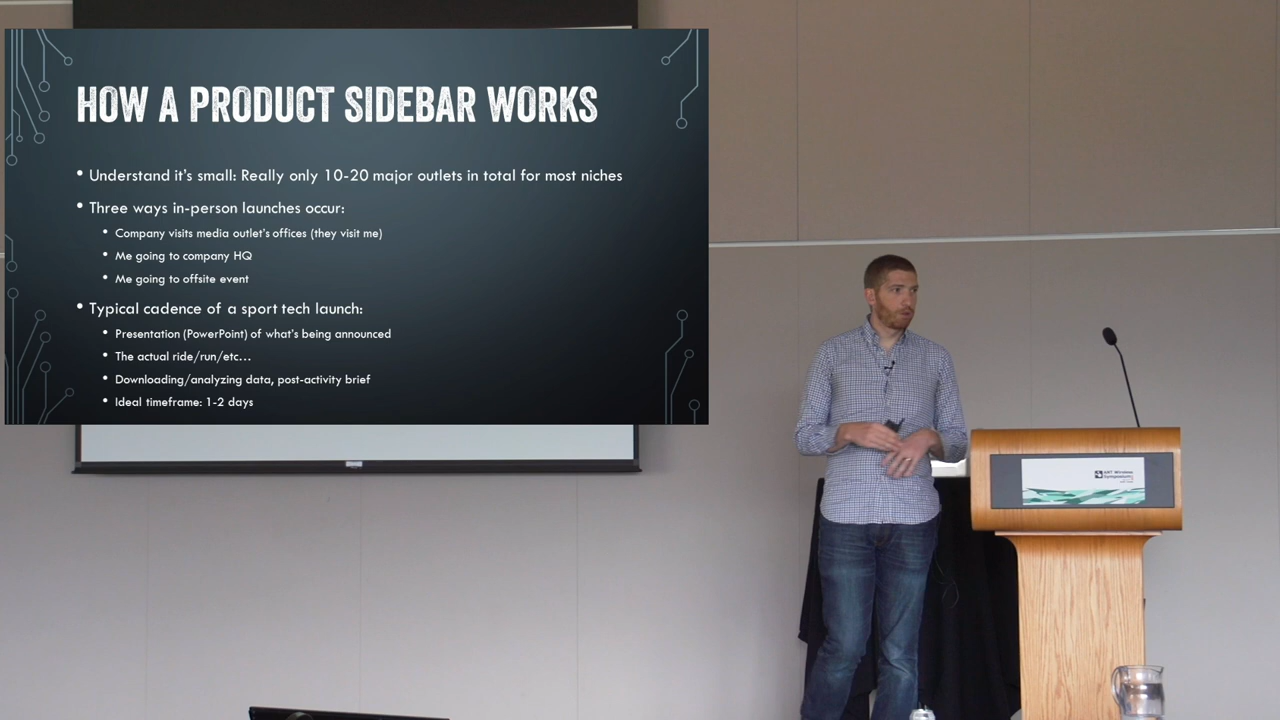 HOW A PRODUCT SIDEBAR WORKS
• Understand it's small: Really only 10-20 major outlets in total for most niches
• Three ways in-person launches occur:
• Company visits media outlet's offices (they visit me)
• Me going to company HQ
• Me going to offsite event
• Typical cadence of a sport tech launch:
• Presentation (PowerPoint) of what's being announced
• The actual ride/run/etc…
• Downloading/analyzing data, post-activity brief
• Ideal timeframe: 1-2 days
ANT Wireless
Symposium